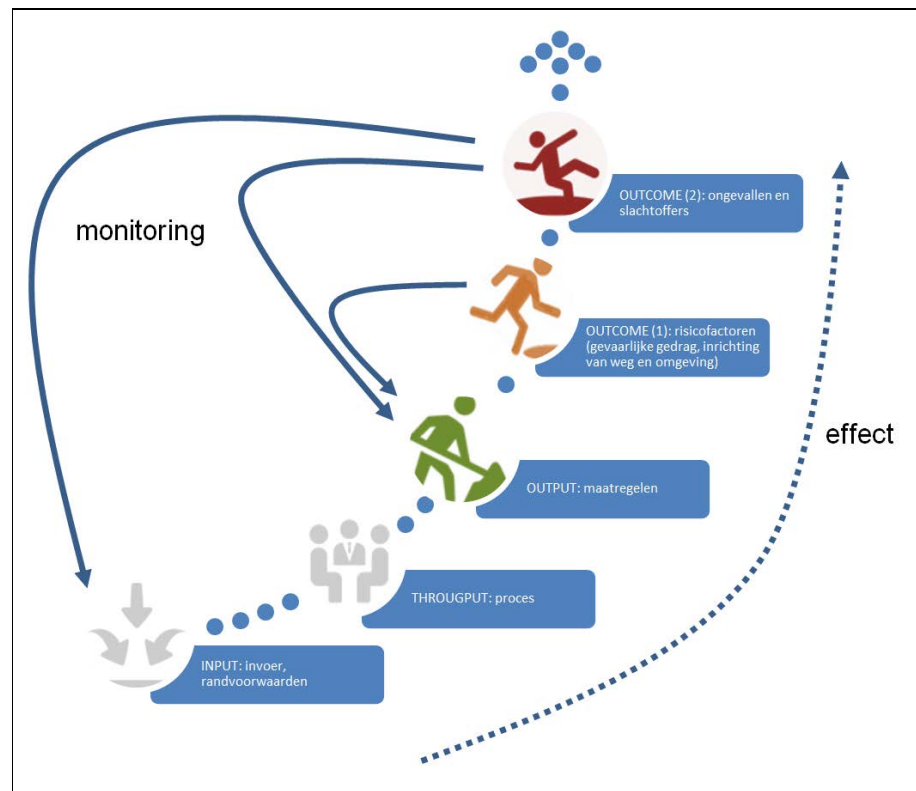 monitoring
OUTCOME (2): ongevallen en
slachtoffers
OUTCOME (1): risicofactoren
(gevaarlijke gedrag, inrichting
van weg en omgeving)
effect
OUTPUT: maatregelen
THROUGPUT: proces
INPUT: invoer,
randvoorwaarden